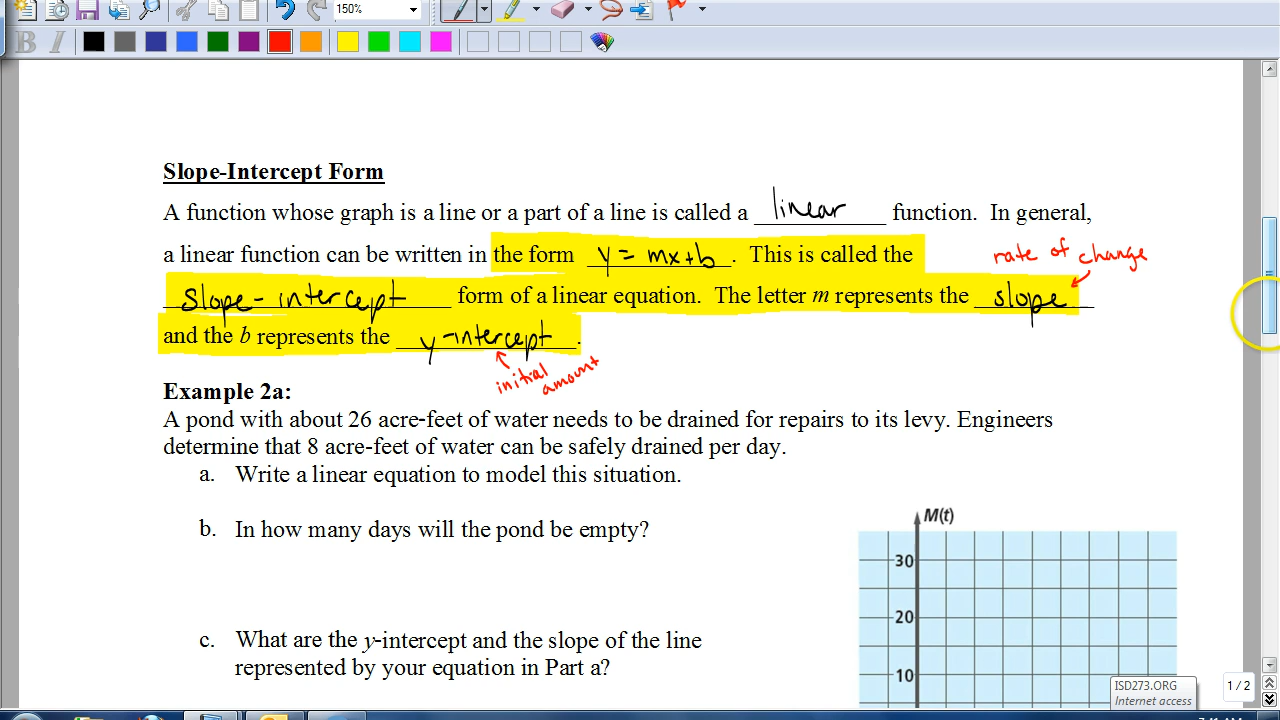 150%
B I
Slope-Intercept Form
A function whose graph is a line or a part of a line is called a linear function. In general,
a linear function can be written in the form y = mx+b. This is called the
rate of change
slope-intercept form of a linear equation. The letter m represents the slope
and the b represents the y-intercept.
initial amount
Example 2a:
A pond with about 26 acre-feet of water needs to be drained for repairs to its levy. Engineers
determine that 8 acre-feet of water can be safely drained per day.
a. Write a linear equation to model this situation.
b. In how many days will the pond be empty?
M(t)
30
20
10
c. What are the y-intercept and the slope of the line
represented by your equation in Part a?
ISD273.ORG
Internet access
1 / 2